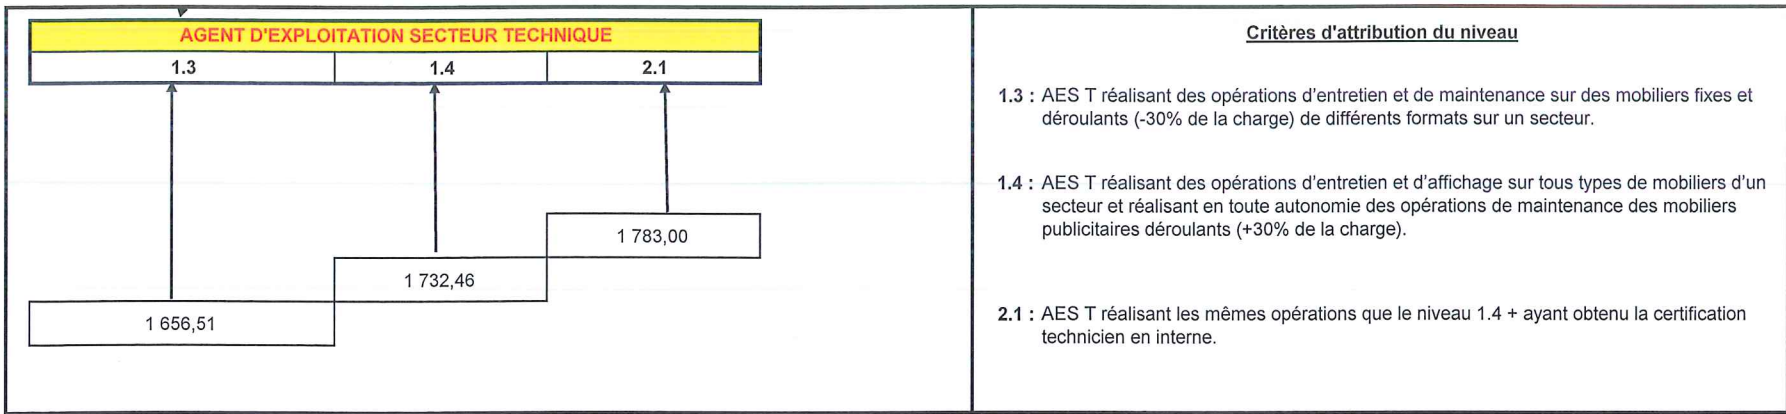 AGENT D'EXPLOITATION SECTEUR TECHNIQUE
1.3 1.4 2.1
1 783,00
1 732,46
1 656,51
Critères d'attribution du niveau
1.3 : AES T réalisant des opérations d'entretien et de maintenance sur des mobiliers fixes et
déroulants (-30% de la charge) de différents formats sur un secteur.
1.4 : AES T réalisant des opérations d'entretien et d'affichage sur tous types de mobiliers d'un
secteur et réalisant en toute autonomie des opérations de maintenance des mobiliers
publicitaires déroulants (+30% de la charge).
2.1 : AES T réalisant les mêmes opérations que le niveau 1.4 + ayant obtenu la certification
technicien en interne.